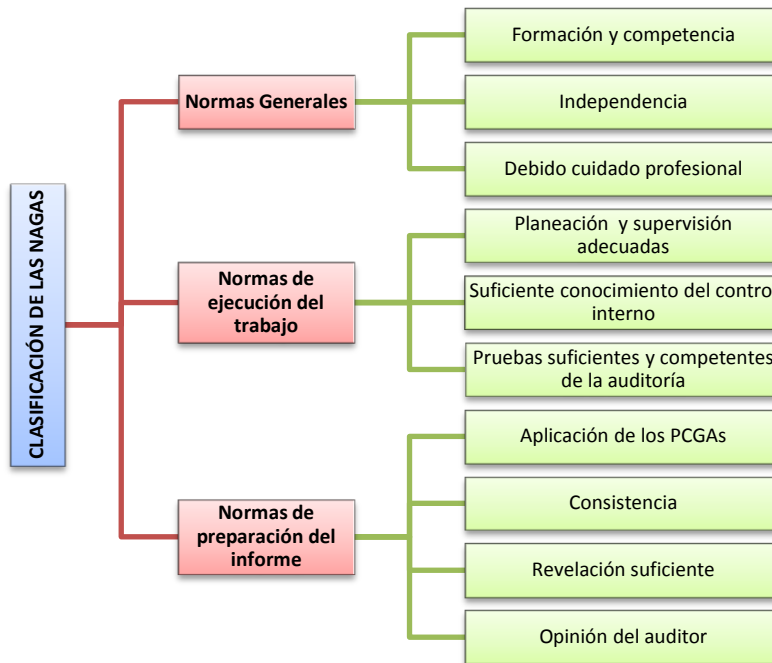 CLASIFICACIÓN DE LAS NAGAS
Normas Generales
Formación y competencia
Independencia
Debido cuidado profesional
Normas de
ejecución del
trabajo
Planeación y supervisión
adecuadas
Suficiente conocimiento del contro
interno
Pruebas suficientes y competentes
de la auditoría
Normas de
preparación del
informe
Aplicación de los PCGAs
Consistencia
Revelación suficiente
Opinión del auditor